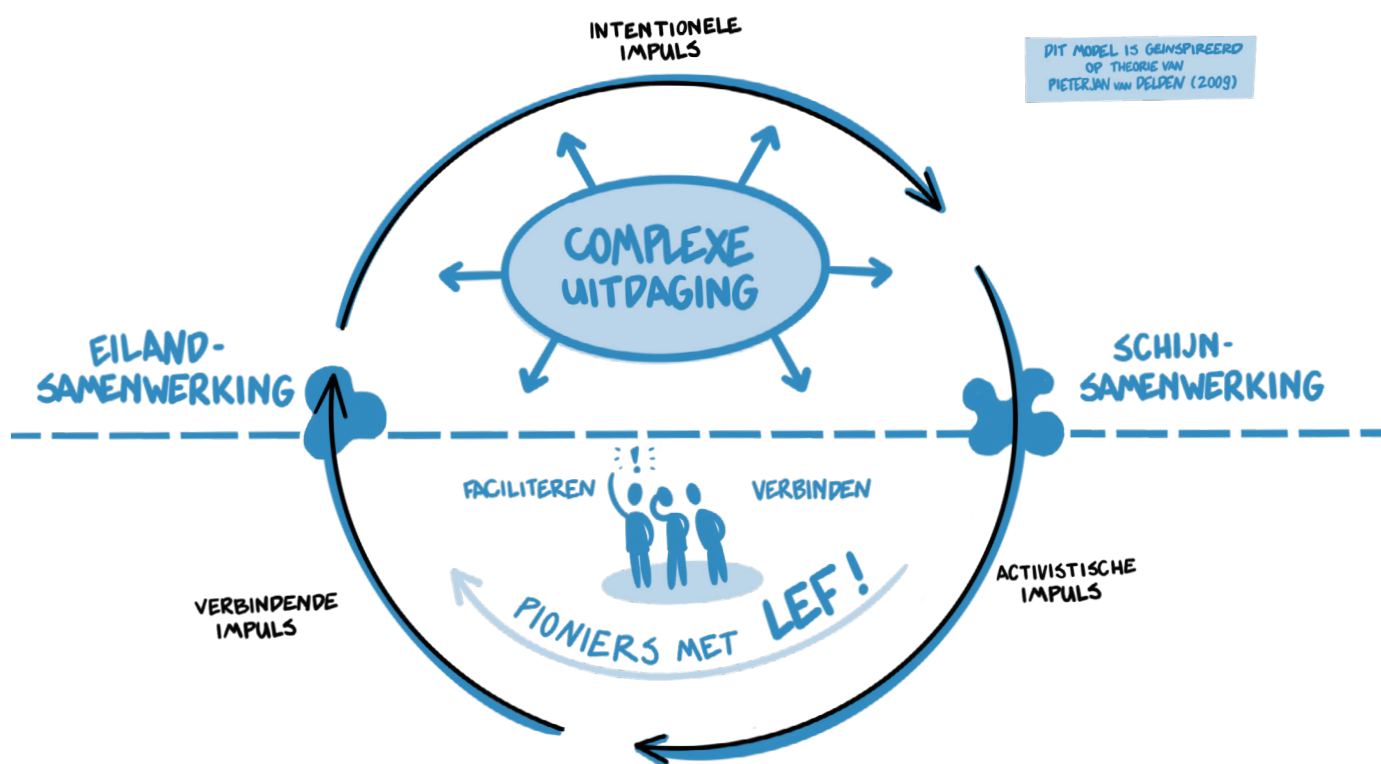 INTENTIONELE
IMPULS
DIT MODEL IS GEÏNSPIREERD
OP THEORIE VAN
PIETERJAN VAN DELDEN (2009)
COMPLEXE
UITDAGING
EILAND-
SAMENWERKING
SCHIJN-
SAMENWERKING
!
FACILITEREN
VERBINDEN
PIONIERS MET LEF!
VERBINDENDE
IMPULS
ACTIVISTISCHE
IMPULS